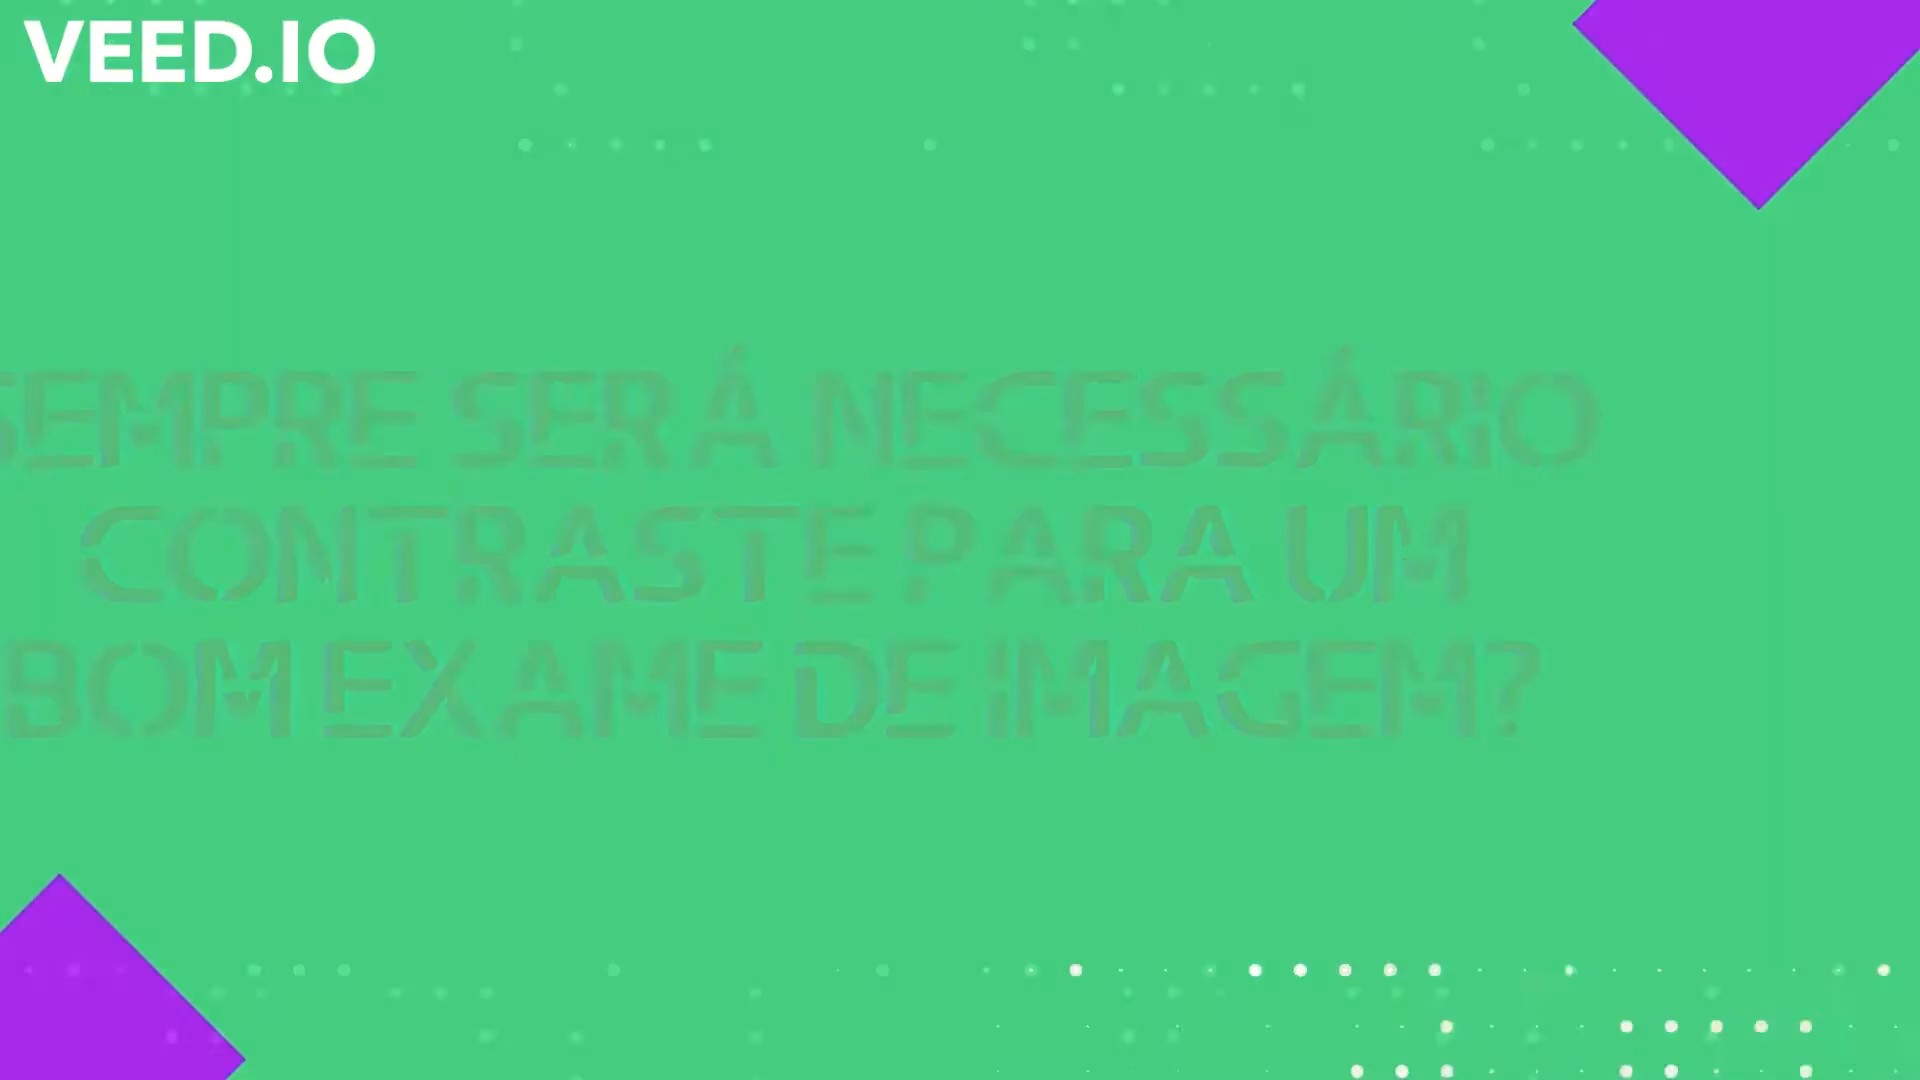 VEED.IO
SEMPRE SERÁ NECESSÁRIO
CONTRASTE PARA UM
BOM EXAME DE IMAGEM?